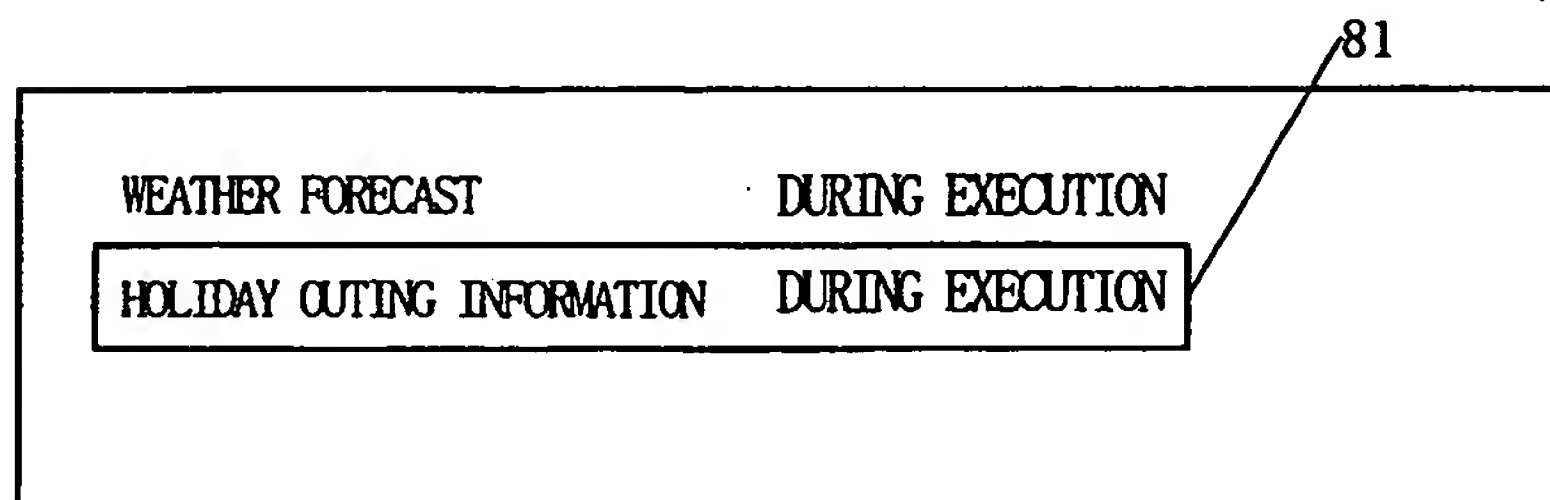 81
WEATHER FORECAST DURING EXECUTION
HOLIDAY OUTING INFORMATION DURING EXECUTION